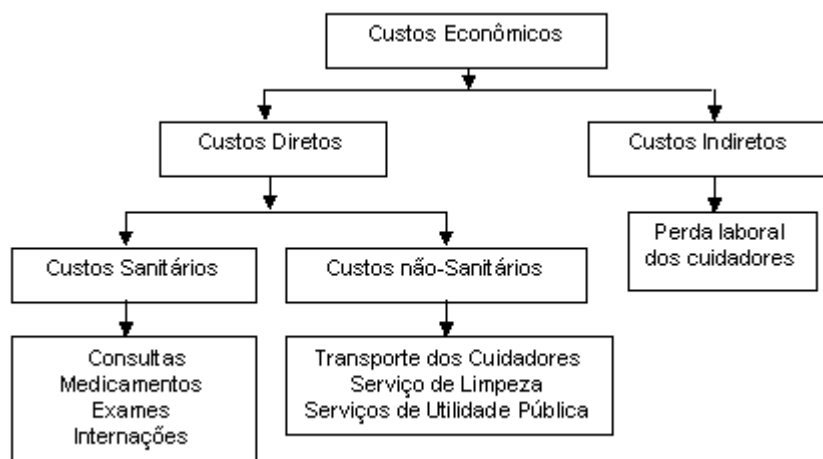 Custos Econômicos
Custos Diretos
Custos Indiretos
Custos Sanitários
Custos não-Sanitários
Perda laboral
dos cuidadores
Consultas
Medicamentos
Exames
Internações
Transporte dos Cuidadores
Serviço de Limpeza
Serviços de Utilidade Pública